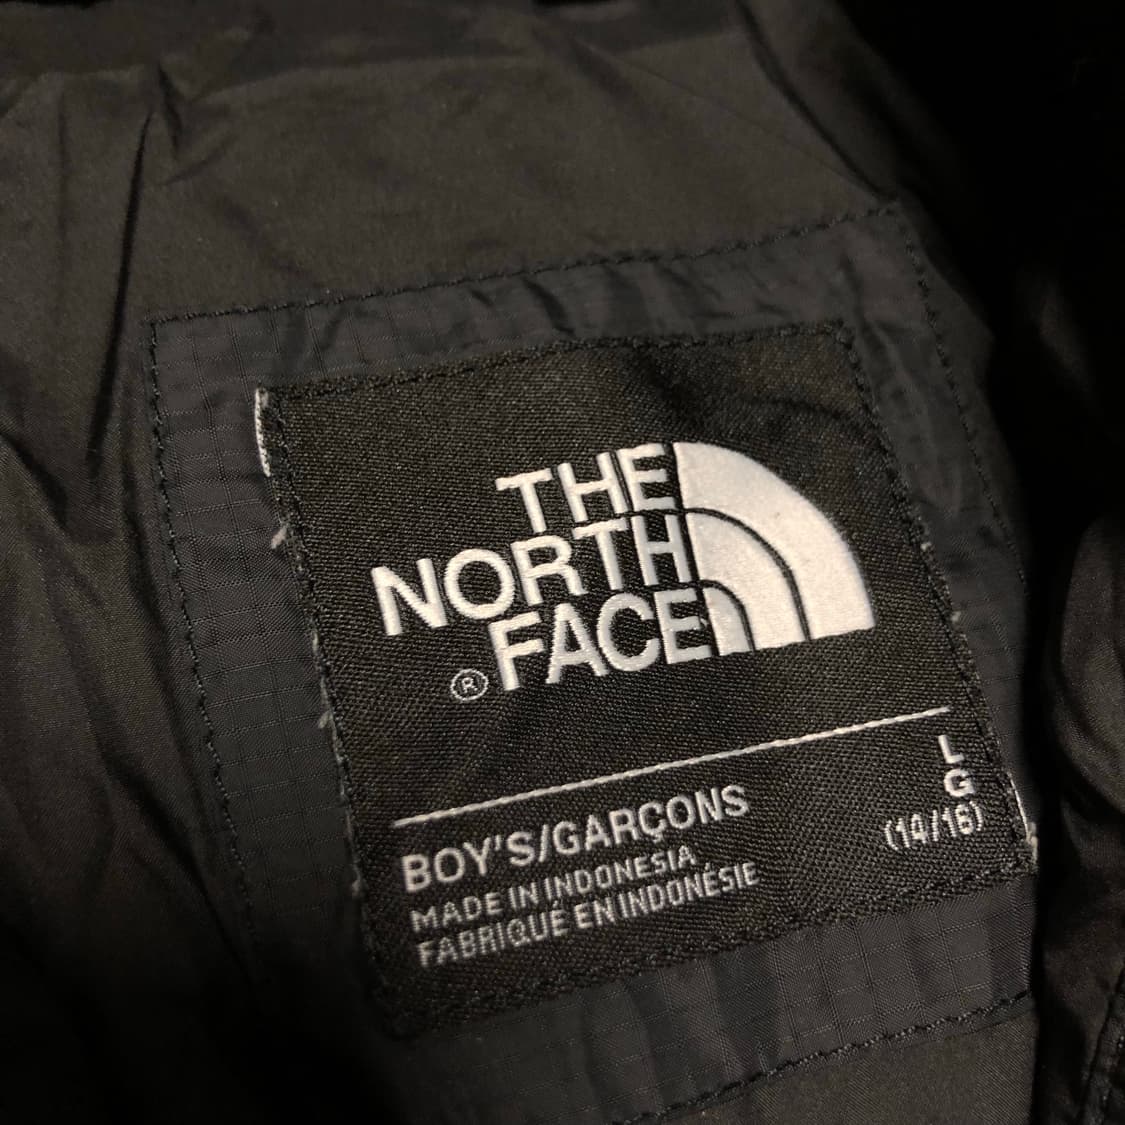 THE
NORTH
FACE
®
L
G
(14/16)
BOY'S/GARÇONS
MADE IN INDONESIA
FABRIQUÉ EN INDONÉSIE